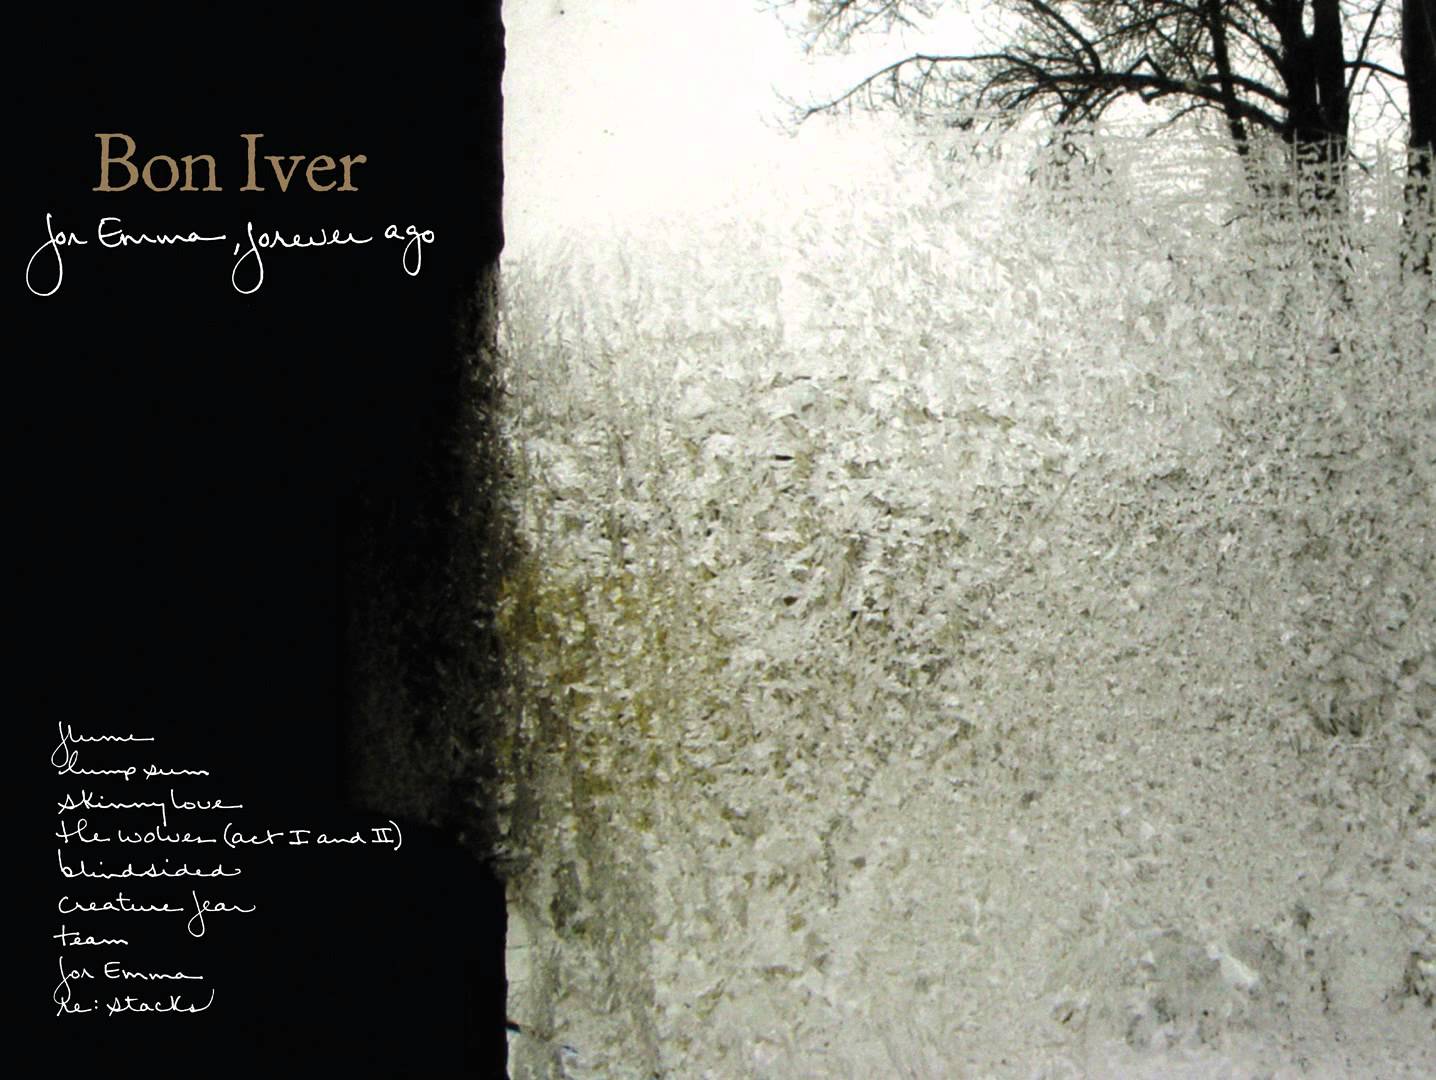 Bon Iver
for Emma, forever ago
flume
lump sum
skinny love
the wolves (act I and II)
blindsided
creature fear
team
for Emma
re: stacks